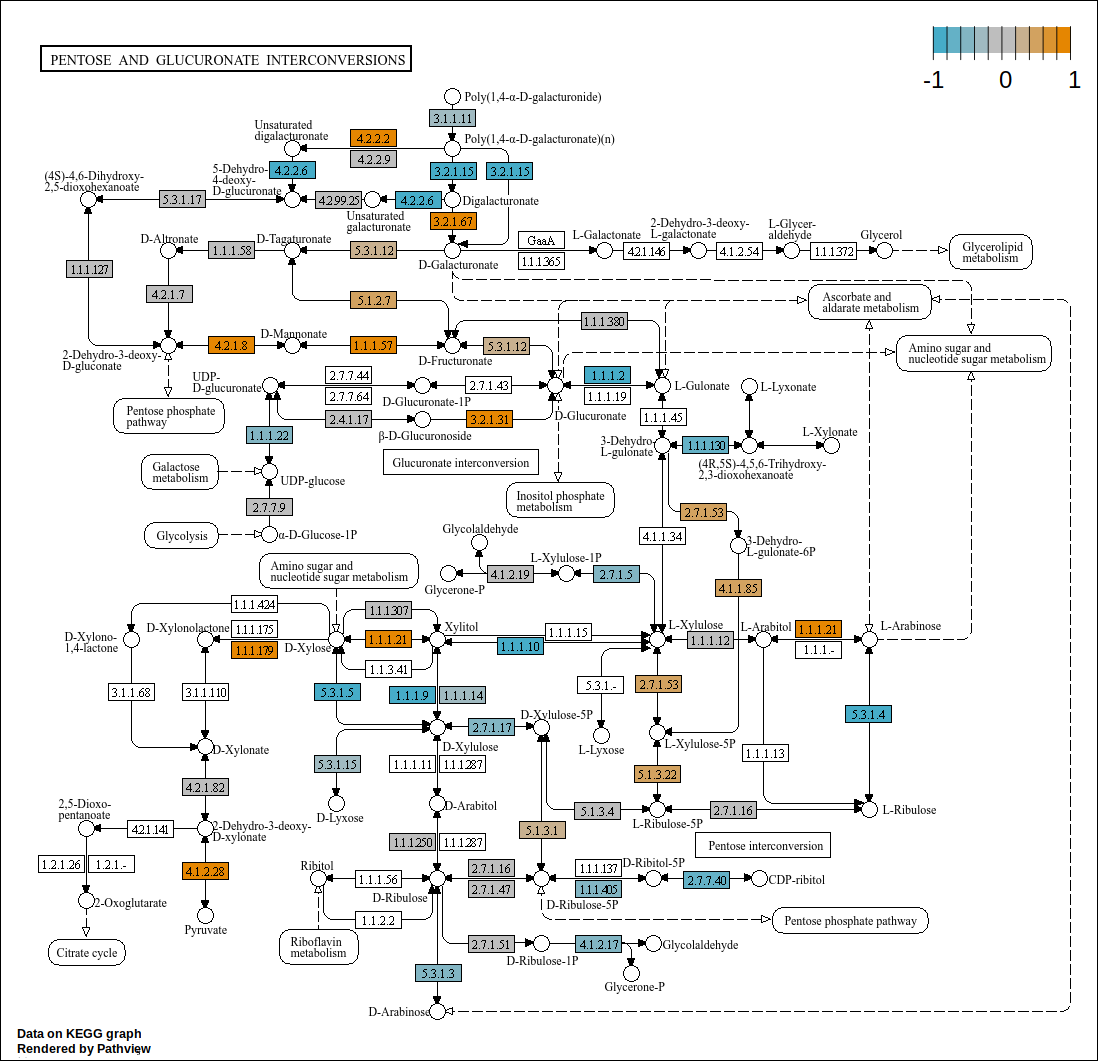 PENTOSE AND GLUCURONATE INTERCONVERSIONS
-1 0 1
Poly(1,4-α-D-galacturonide)
3.1.1.11
Unsaturated
digalacturonate
4.2.2.2
Poly(1,4-α-D-galacturonate)(n)
4.2.2.9
(4S)-4,6-Dihydroxy-
2,5-dioxohexanoate
5-Dehydro-
4-deoxy-
D-glucuronate
4.2.2.6
3.2.1.15
3.2.1.15
5.3.1.17
4.2.99.25
4.2.2.6
Digalacturonate
Unsaturated
galacturonate
3.2.1.67
D-Altronate
1.1.1.58
D-Tagaturonate
5.3.1.12
D-Galacturonate
GaaA
1.1.1.365
L-Galactonate
4.2.1.146
2-Dehydro-3-deoxy-
L-galactonate
4.1.2.54
L-Glycer-
aldehyde
1.1.1.372
Glycerol
Glycerolipid
metabolism
1.1.1.127
4.2.1.7
5.1.2.7
Ascorbate and
aldarate metabolism
1.1.1.380
2-Dehydro-3-deoxy-
D-gluconate
4.2.1.8
D-Mannonate
1.1.1.57
D-Fructuronate
5.3.1.12
Amino sugar and
nucleotide sugar metabolism
UDP-
D-glucuronate
2.7.7.44
2.7.7.64
D-Glucuronate-1P
2.7.1.43
1.1.1.2
1.1.1.19
L-Gulonate
L-Lyxonate
Pentose phosphate
pathway
2.4.1.17
β-D-Glucuronoside
3.2.1.31
D-Glucuronate
1.1.1.45
1.1.1.22
3-Dehydro-
L-gulonate
1.1.1.130
L-Xylonate
(4R,5S)-4,5,6-Trihydroxy-
2,3-dioxohexanoate
Glucuronate interconversion
Galactose
metabolism
UDP-glucose
Inositol phosphate
metabolism
2.7.7.9
2.7.1.53
Glycolysis
α-D-Glucose-1P
Glycolaldehyde
4.1.1.34
3-Dehydro-
L-gulonate-6P
Amino sugar and
nucleotide sugar metabolism
Glycerone-P
4.1.2.19
L-Xylulose-1P
2.7.1.5
4.1.1.85
1.1.1.424
1.1.1.307
D-Xylono-
1,4-lactone
D-Xylonolactone
1.1.1.175
1.1.1.179
D-Xylose
1.1.1.21
Xylitol
1.1.1.15
1.1.1.10
L-Xylulose
1.1.1.12
L-Arabitol
1.1.1.21
1.1.1.-
L-Arabinose
1.1.3.41
3.1.1.68
3.1.1.110
5.3.1.5
1.1.1.9
1.1.1.14
5.3.1.-
2.7.1.53
5.3.1.4
D-Xylulose
2.7.1.17
D-Xylulose-5P
L-Lyxose
L-Xylulose-5P
1.1.1.13
D-Xylonate
5.3.1.15
1.1.1.11
1.1.1.287
5.1.3.22
4.2.1.82
D-Lyxose
D-Arabitol
5.1.3.4
L-Ribulose-5P
2.7.1.16
L-Ribulose
2,5-Dioxo-
pentanoate
4.2.1.141
2-Dehydro-3-deoxy-
D-xylonate
1.1.1.250
1.1.1.287
5.1.3.1
Pentose interconversion
1.2.1.26
1.2.1.-
4.1.2.28
Ribitol
1.1.1.56
D-Ribulose
2.7.1.16
2.7.1.47
1.1.1.137
1.1.1.405
D-Ribitol-5P
2.7.7.40
CDP-ribitol
D-Ribulose-5P
2-Oxoglutarate
Pyruvate
1.1.2.2
Pentose phosphate pathway
Citrate cycle
Riboflavin
metabolism
2.7.1.51
D-Ribulose-1P
4.1.2.17
Glycolaldehyde
5.3.1.3
Glycerone-P
D-Arabinose
Data on KEGG graph
Rendered by Pathview